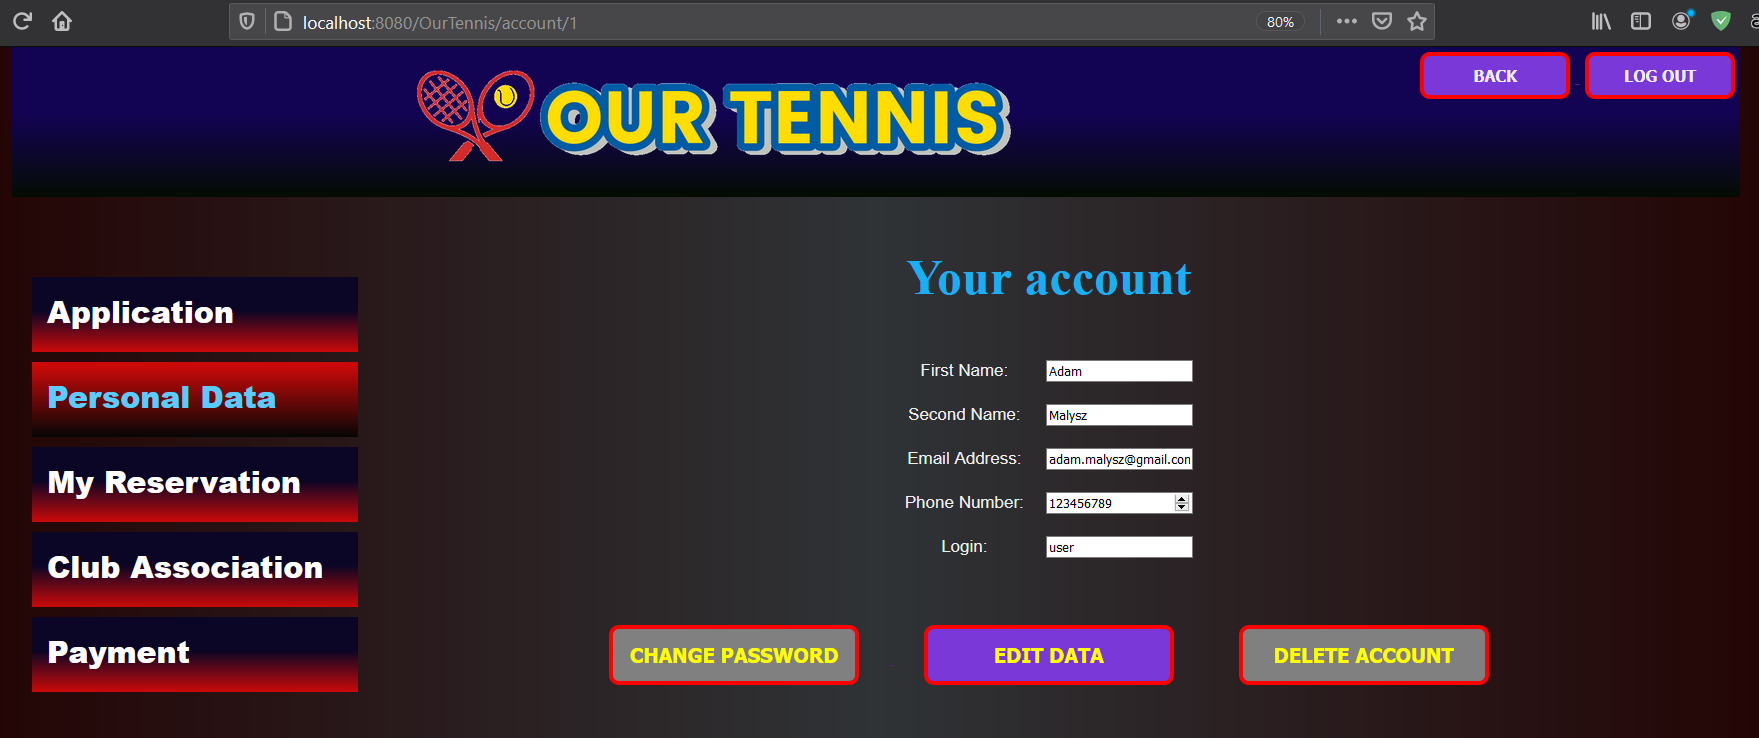 localhost:8080/OurTennis/account/1
80%
BACK
LOG OUT
OUR TENNIS
Your account
Application
Personal Data
My Reservation
Club Association
Payment
First Name:
Adam
Second Name:
Malysz
Email Address:
adam.malysz@gmail.con
Phone Number:
123456789
Login:
user
CHANGE PASSWORD
EDIT DATA
DELETE ACCOUNT